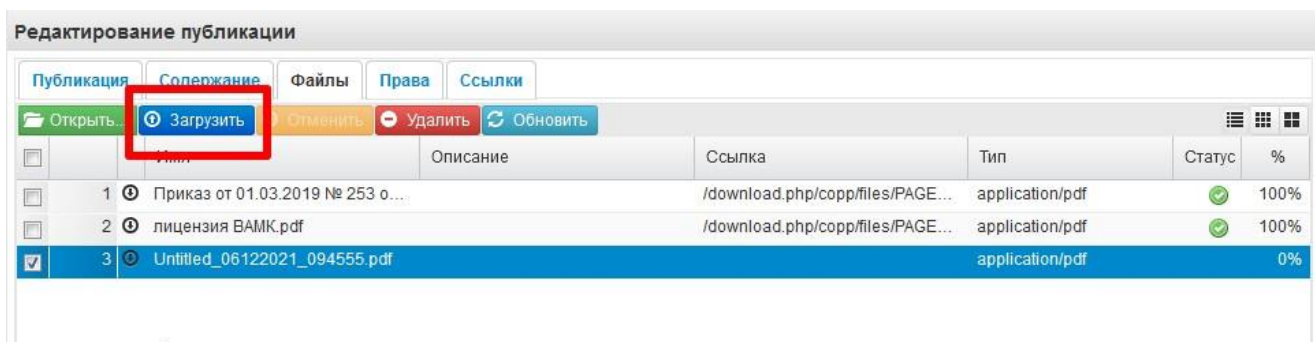 Редактирование публикации
Публикация Содержание Файлы Права Ссылки
Открыть... Загрузить Отменить Удалить Обновить
Имя Описание Ссылка Тип Статус %
1 Приказ от 01.03.2019 № 253 о... /download.php/copp/files/PAGE... application/pdf 100%
2 лицензия ВАМК.pdf /download.php/copp/files/PAGE... application/pdf 100%
3 Untitled_06122021_094555.pdf application/pdf 0%